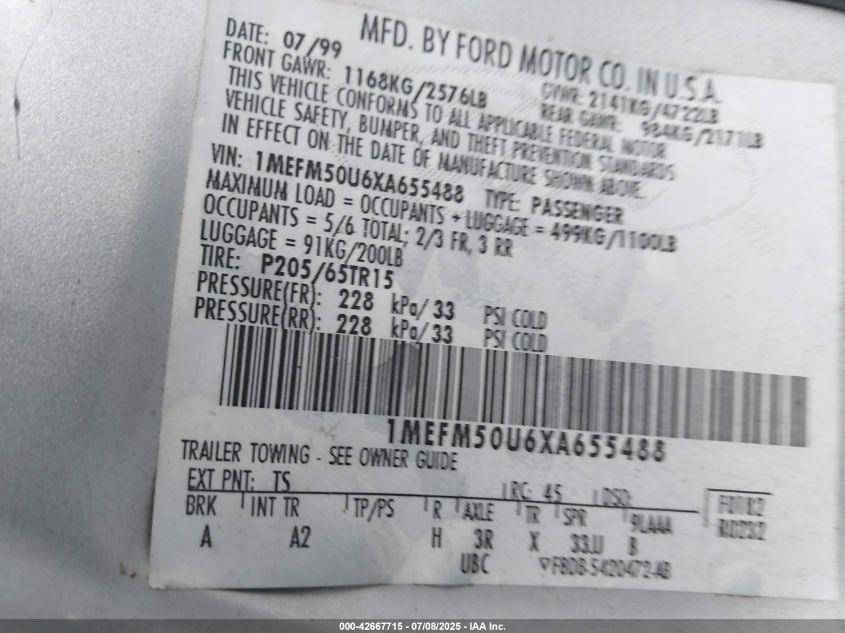 DATE: 07/99 MFD. BY FORD MOTOR CO. IN U.S.A.
FRONT GAWR: 1168KG/2576LB GVWR: 2141KG/4722LB
REAR GAWR: 984KG/2171LB
THIS VEHICLE CONFORMS TO ALL APPLICABLE FEDERAL MOTOR
VEHICLE SAFETY, BUMPER, AND THEFT PREVENTION STANDARDS
IN EFFECT ON THE DATE OF MANUFACTURE SHOWN ABOVE.
VIN: 1MEFM50U6XA655488 TYPE: PASSENGER
MAXIMUM LOAD = OCCUPANTS + LUGGAGE = 499KG/1100LB
OCCUPANTS = 5/6 TOTAL; 2/3 FR, 3 RR
LUGGAGE = 91KG/200LB
TIRE: P205/65TR15
PRESSURE(FR): 228 kPa/33 PSI COLD
PRESSURE(RR): 228 kPa/33 PSI COLD
1MEFM50U6XA655488
TRAILER TOWING - SEE OWNER GUIDE
EXT PNT: TS RC: 45 DSO:
BRK INT TR TP/PS R AXLE TR SPR
A A2 H 3R X 33JJ B
UBC
000-42667715 - 07/08/2025 - IAA Inc.